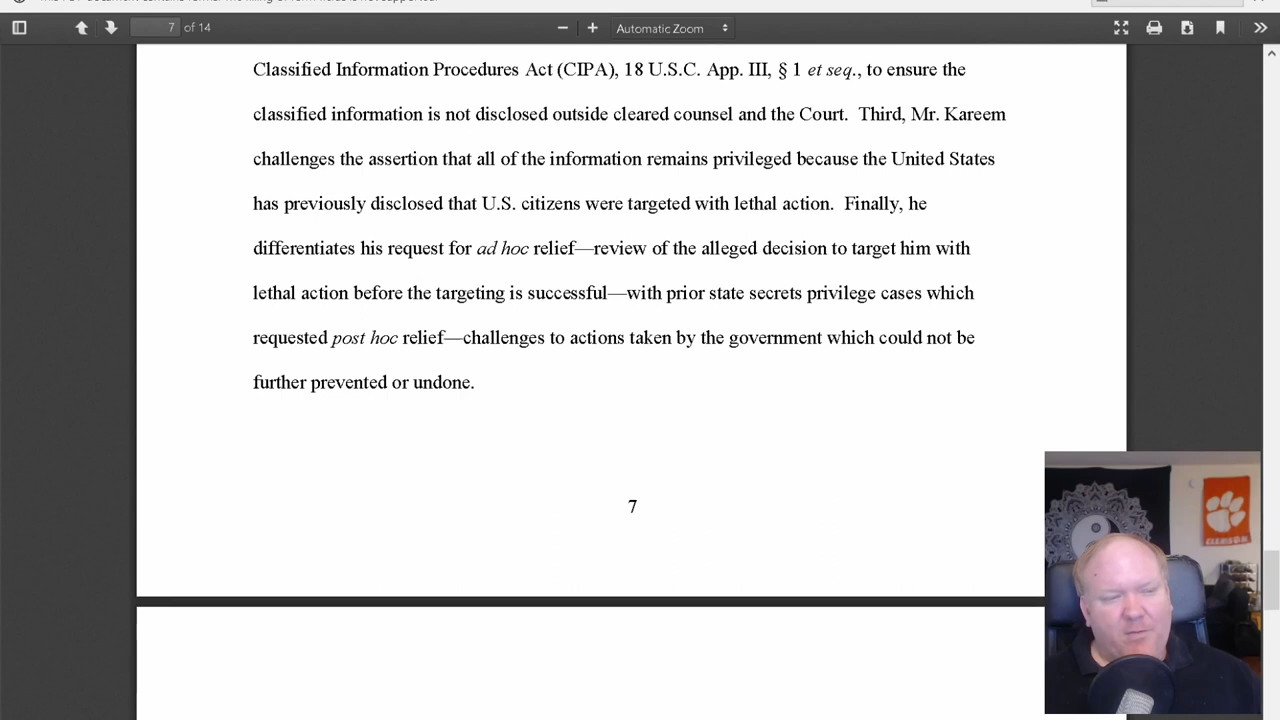 7 of 14
Automatic Zoom
Classified Information Procedures Act (CIPA), 18 U.S.C. App. III, § 1 et seq., to ensure the
classified information is not disclosed outside cleared counsel and the Court. Third, Mr. Kareem
challenges the assertion that all of the information remains privileged because the United States
has previously disclosed that U.S. citizens were targeted with lethal action. Finally, he
differentiates his request for ad hoc relief—review of the alleged decision to target him with
lethal action before the targeting is successful—with prior state secrets privilege cases which
requested post hoc relief—challenges to actions taken by the government which could not be
further prevented or undone.
7
CLEMSON